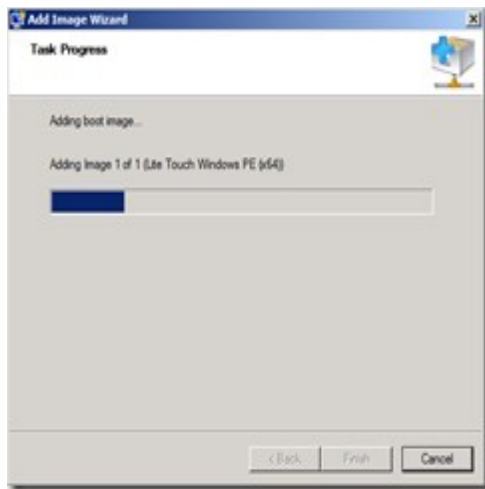 Add Image Wizard
Task Progress
Adding boot image...
Adding Image 1 of 1 (Lite Touch Windows PE (x64))
< Back
Finish
Cancel